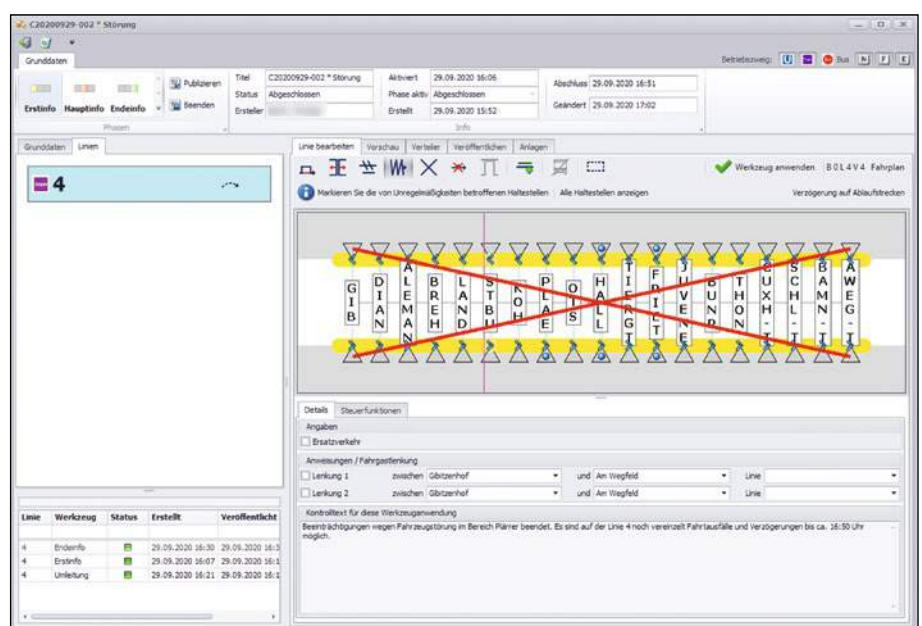 C20200929-002 * Störung
Grunddaten
Betriebszweig: U Bus N F E
Erstinfo Hauptinfo Endeinfo
Publizieren
Beenden
Phasen
Titel C20200929-002 * Störung
Status Abgeschlossen
Ersteller
Aktiviert 29.09.2020 16:06
Phase aktiv Abgeschlossen
Erstellt 29.09.2020 15:52
Abschluss 29.09.2020 16:51
Geändert 29.09.2020 17:02
Info
Grunddaten Linien
4
Linie bearbeiten Vorschau Verteiler Veröffentlichen Anlagen
Werkzeug anwenden B0L4V4 Fahrplan
Markieren Sie die von Unregelmäßigkeiten betroffenen Haltestellen Alle Haltestellen anzeigen
Verzögerung auf Ablaufstrecken
GIB
DIAN
ALEMAN
BREH
LAND
STBU
KOH
PLAE
OTS
HALL
TIERGT
FRIET
JUVENE
BUNR
THON
CUXH-T
SCHL-T
BAMN-T
AWEG-T
Details Steuerfunktionen
Angaben
Ersatzverkehr
Anweisungen / Fahrgastlenkung
Lenkung 1 zwischen Gibitzenhof und Am Wegfeld Linie
Lenkung 2 zwischen Gibitzenhof und Am Wegfeld Linie
Kontrolltext für diese Werkzeuganwendung
Beeinträchtigungen wegen Fahrzeugstörung im Bereich Plärrer beendet. Es sind auf der Linie 4 noch vereinzelt Fahrtausfälle und Verzögerungen bis ca. 16:50 Uhr
möglich.
Linie Werkzeug Status Erstellt Veröffentlicht
4 Endeinfo 29.09.2020 16:30 29.09.2020 16:3
4 Erstinfo 29.09.2020 16:07 29.09.2020 16:1
4 Umleitung 29.09.2020 16:21 29.09.2020 16:1